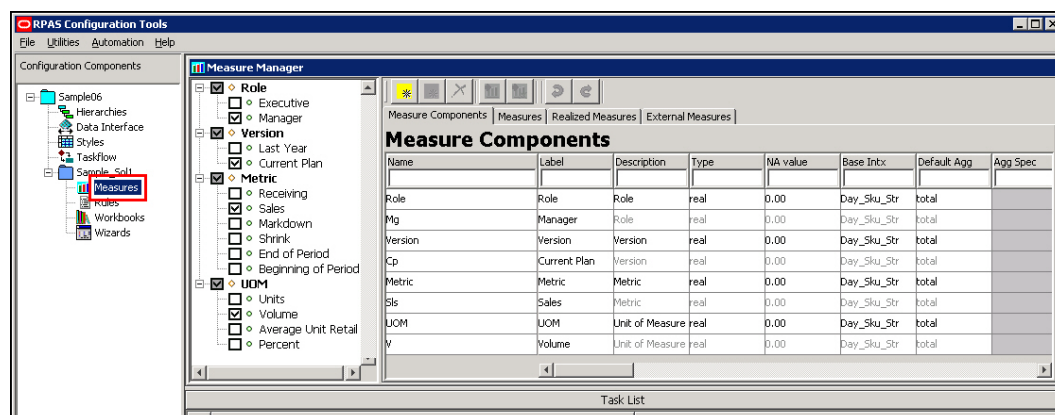 RPAS Configuration Tools
File Utilities Automation Help
Configuration Components
Sample06
Hierarchies
Data Interface
Styles
Taskflow
Sample_Sol1
Measures
Rules
Workbooks
Wizards
Measure Manager
Role
Executive
Manager
Version
Last Year
Current Plan
Metric
Receiving
Sales
Markdown
Shrink
End of Period
Beginning of Period
UOM
Units
Volume
Average Unit Retail
Percent
Measure Components Measures Realized Measures External Measures
Measure Components
Name Label Description Type NA value Base Intx Default Agg Agg Spec
Role Role Role real 0.00 Day_Sku_Str total
Mg Manager Role real 0.00 Day_Sku_Str total
Version Version Version real 0.00 Day_Sku_Str total
Cp Current Plan Version real 0.00 Day_Sku_Str total
Metric Metric Metric real 0.00 Day_Sku_Str total
Sls Sales Metric real 0.00 Day_Sku_Str total
UOM UOM Unit of Measure real 0.00 Day_Sku_Str total
V Volume Unit of Measure real 0.00 Day_Sku_Str total
Task List